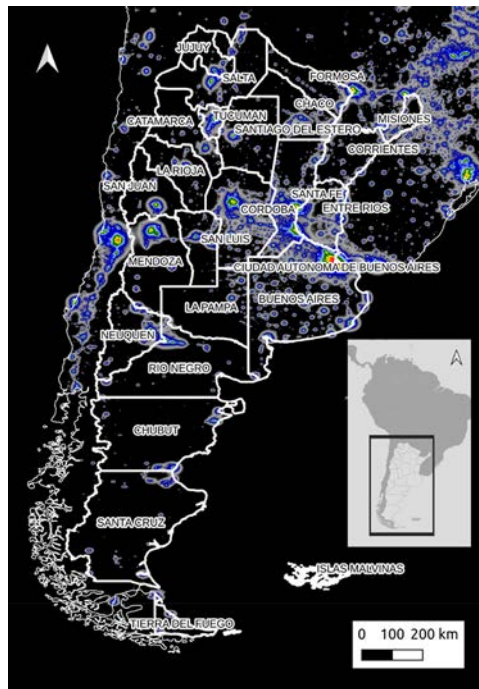 JUJUY
SALTA
FORMOSA
CHACO
CATAMARCA
TUCUMAN
SANTIAGO DEL ESTERO
MISIONES
CORRIENTES
LA RIOJA
SAN JUAN
SANTA FE
CORDOBA
ENTRE RIOS
SAN LUIS
MENDOZA
CIUDAD AUTONOMA DE BUENOS AIRES
LA PAMPA
BUENOS AIRES
NEUQUEN
RIO NEGRO
CHUBUT
SANTA CRUZ
ISLAS MALVINAS
TIERRA DEL FUEGO
0 100 200 km